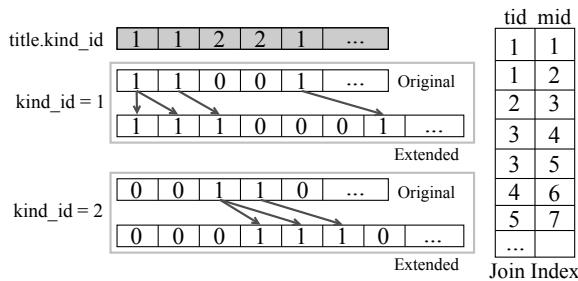 title.kind_id 1 1 2 2 1 ...
1 1 0 0 1 ... Original
kind_id = 1
1 1 1 0 0 0 1 ...
Extended
0 0 1 1 0 ... Original
kind_id = 2
0 0 0 1 1 1 0 ...
Extended
tid mid
1 1
1 2
2 3
3 4
3 5
4 6
5 7
...
Join Index